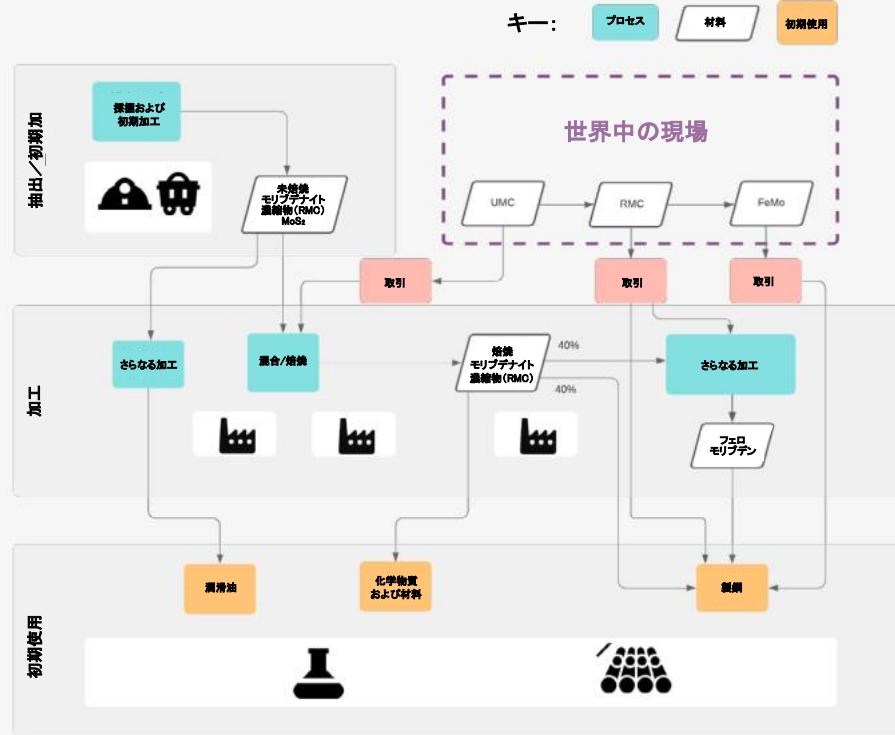 キー：
プロセス
材料
初期使用
抽出／初期加
採掘および
初期加工
未焙焼
モリブデナイト
濃縮物（RMC）
MoS₂
世界中の現場
UMC
RMC
FeMo
取引
取引
取引
加工
さらなる加工
混合/焙焼
焙焼
モリブデナイト
濃縮物（RMC）
40%
40%
さらなる加工
フェロ
モリブデン
初期使用
潤滑油
化学物質
および材料
製鋼